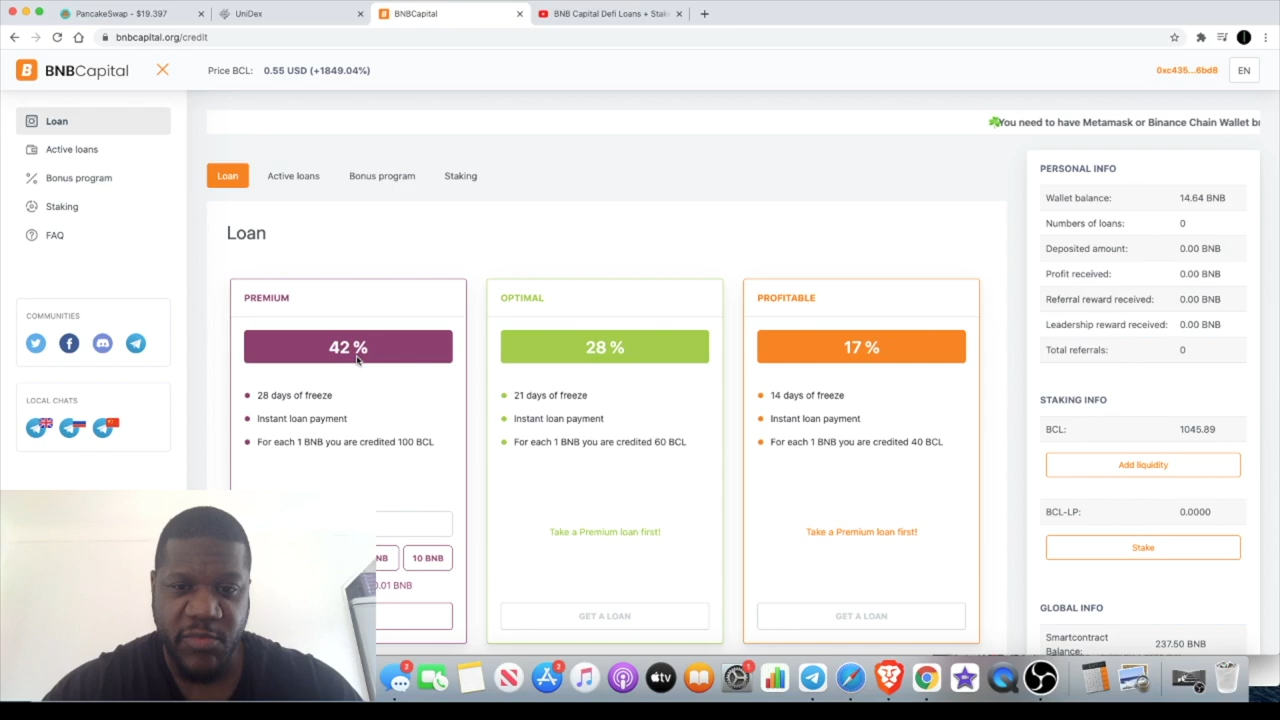 PancakeSwap - $19.397
UniDex
BNBCapital
BNB Capital Defi Loans + Stak
bnbcapital.org/credit
BNBCapital
Price BCL: 0.55 USD (+1849.04%)
0xc435...6bd8
EN
Loan
Active loans
Bonus program
Staking
FAQ
COMMUNITIES
LOCAL CHATS
You need to have Metamask or Binance Chain Wallet br
Loan
Active loans
Bonus program
Staking
Loan
PREMIUM
42 %
28 days of freeze
Instant loan payment
For each 1 BNB you are credited 100 BCL
NB
10 BNB
0.01 BNB
OPTIMAL
28 %
21 days of freeze
Instant loan payment
For each 1 BNB you are credited 60 BCL
Take a Premium loan first!
GET A LOAN
PROFITABLE
17 %
14 days of freeze
Instant loan payment
For each 1 BNB you are credited 40 BCL
Take a Premium loan first!
GET A LOAN
PERSONAL INFO
Wallet balance: 14.64 BNB
Numbers of loans: 0
Deposited amount: 0.00 BNB
Profit received: 0.00 BNB
Referral reward received: 0.00 BNB
Leadership reward received: 0.00 BNB
Total referrals: 0
STAKING INFO
BCL: 1045.89
Add liquidity
BCL-LP: 0.0000
Stake
GLOBAL INFO
Smartcontract
Balance: 237.50 BNB
tv